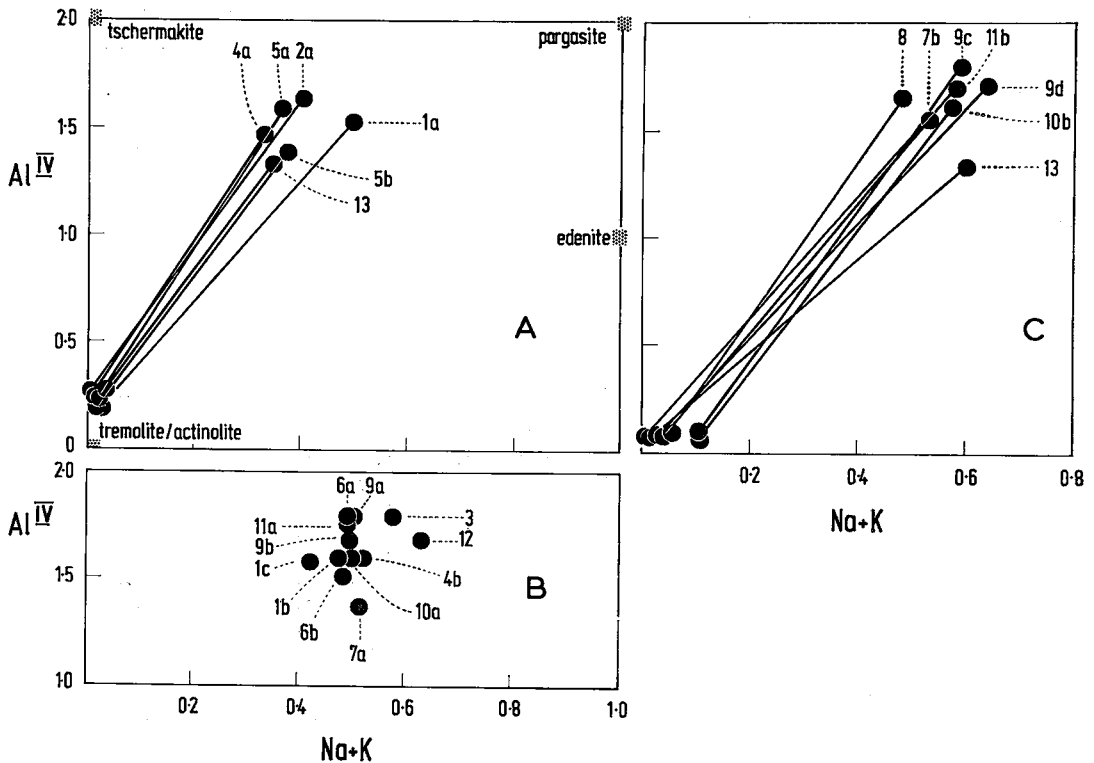 2·0
tschermakite
pargasite
4a 5a 2a
1a
5b
13
1·5
Al IV
1·0
edenite
0·5
A
tremolite/actinolite
0
0·2 0·4 0·6 0·8
Na+K
8 7b 9c 11b
9d
10b
13
C
2·0
Al IV
6a 9a
3
11a
12
9b
1c
4b
1b
10a
6b
7a
1·5
B
1·0
0·2 0·4 0·6 0·8 1.0
Na+K